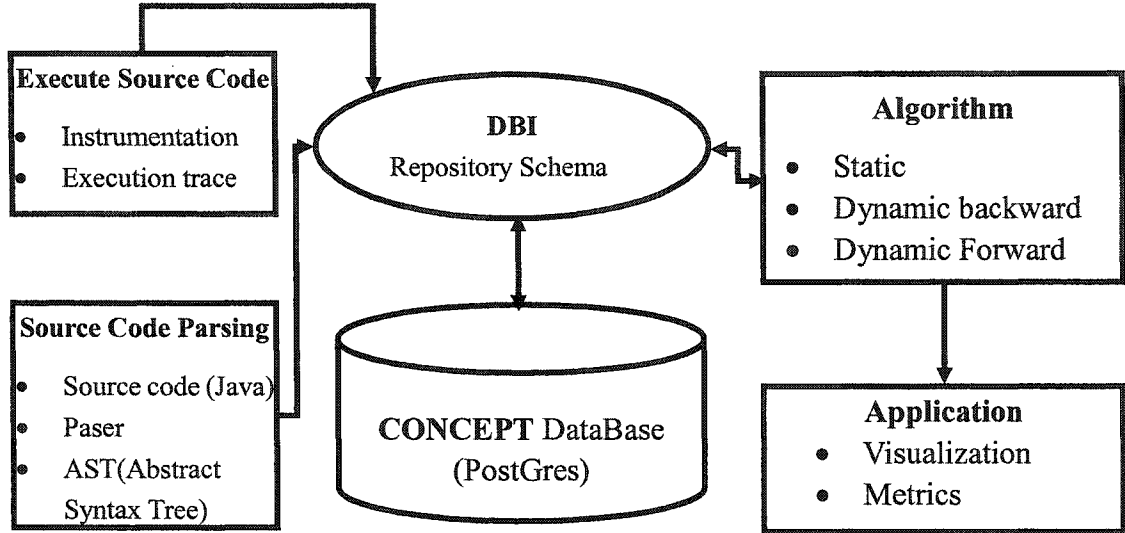 Execute Source Code
• Instrumentation
• Execution trace
Source Code Parsing
• Source code (Java)
• Paser
• AST(Abstract
Syntax Tree)
DBI
Repository Schema
CONCEPT DataBase
(PostGres)
Algorithm
• Static
• Dynamic backward
• Dynamic Forward
Application
• Visualization
• Metrics